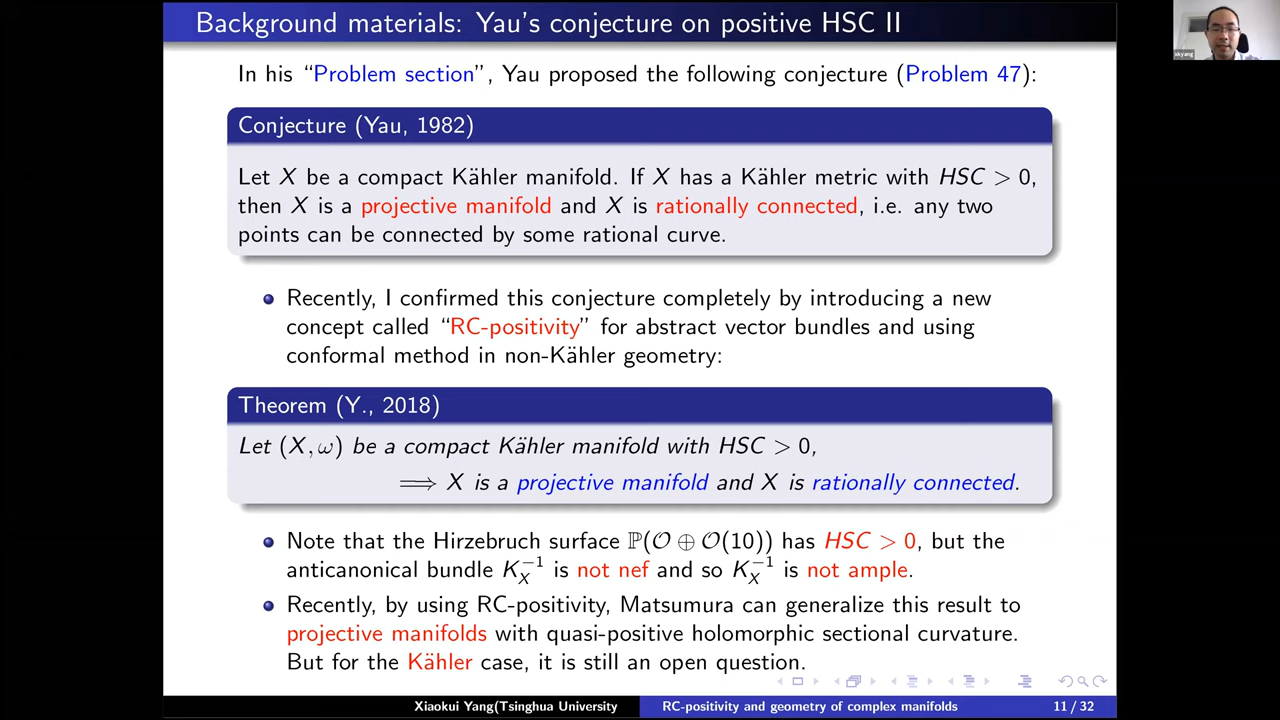 Background materials: Yau's conjecture on positive HSC II
xkyang
In his "Problem section", Yau proposed the following conjecture (Problem 47):
Conjecture (Yau, 1982)
Let X be a compact Kähler manifold. If X has a Kähler metric with HSC > 0,
then X is a projective manifold and X is rationally connected, i.e. any two
points can be connected by some rational curve.
Recently, I confirmed this conjecture completely by introducing a new
concept called "RC-positivity" for abstract vector bundles and using
conformal method in non-Kähler geometry:
Theorem (Y., 2018)
Let (X, ω) be a compact Kähler manifold with HSC > 0,
⟹ X is a projective manifold and X is rationally connected.
Note that the Hirzebruch surface ℙ(𝒪 ⊕ 𝒪(10)) has HSC > 0, but the
anticanonical bundle K_X^{-1} is not nef and so K_X^{-1} is not ample.
Recently, by using RC-positivity, Matsumura can generalize this result to
projective manifolds with quasi-positive holomorphic sectional curvature.
But for the Kähler case, it is still an open question.
Xiaokui Yang(Tsinghua University
RC-positivity and geometry of complex manifolds
11 / 32